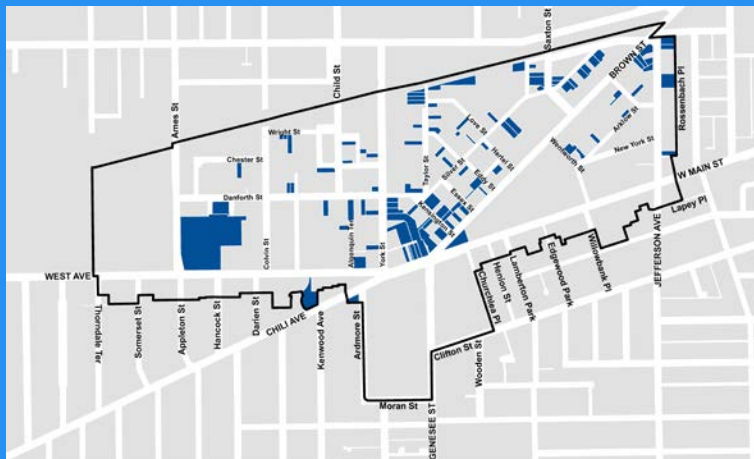 Saxton St
BROWN ST
Rossenbach Pl
Child St
Ames St
Wright St
Love St
Arklow St
Hertel St
Wentworth St
New York St
Chester St
Taylor St
Silver St
Eddy St
W MAIN ST
Danforth St
Essex St
Kensington St
Lapey Pl
Colvin St
Algonquin Ter
York St
JEFFERSON AVE
WEST AVE
Willowbank Pl
Edgewood Park
Lamberton Park
Henion St
Churchlea Pl
Thorndale Ter
Somerset St
Appleton St
Hancock St
Darien St
CHILI AVE
Kenwood Ave
Ardmore St
Clifton St
Wooden St
Moran St
GENESEE ST